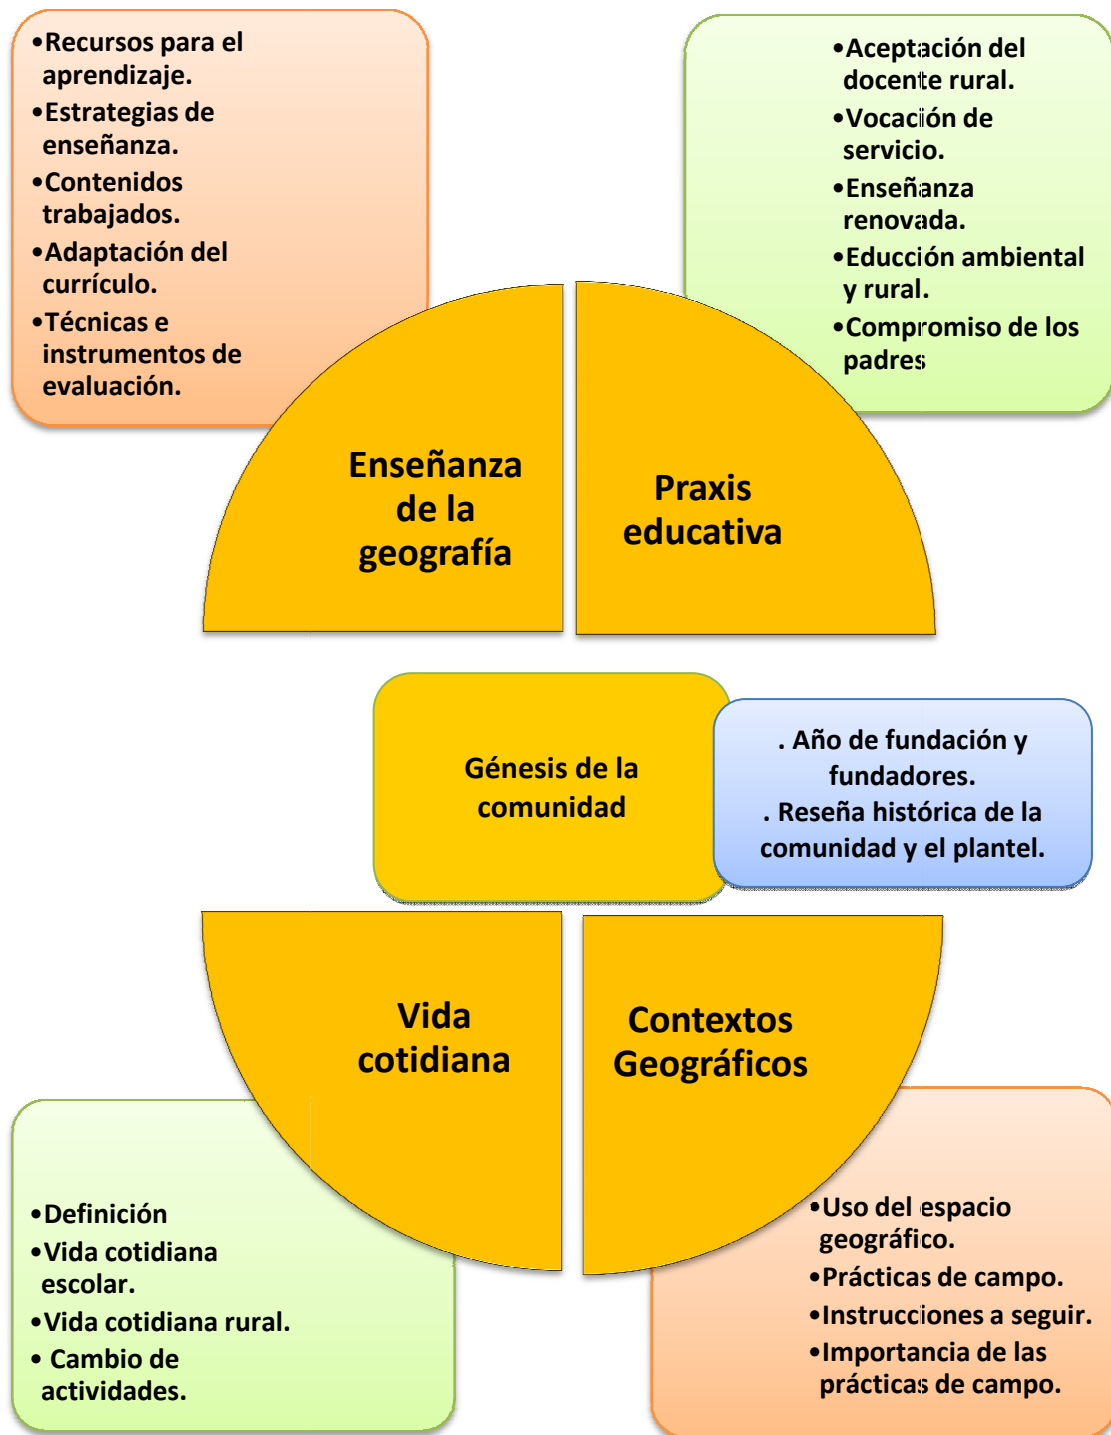 •Recursos para el
aprendizaje.
•Estrategias de
enseñanza.
•Contenidos
trabajados.
•Adaptación del
currículo.
•Técnicas e
instrumentos de
evaluación.
•Aceptación del
docente rural.
•Vocación de
servicio.
•Enseñanza
renovada.
•Educción ambiental
y rural.
•Compromiso de los
padres
Enseñanza
de la
geografía
Praxis
educativa
Génesis de la
comunidad
. Año de fundación y
fundadores.
. Reseña histórica de la
comunidad y el plantel.
Vida
cotidiana
Contextos
Geográficos
•Definición
•Vida cotidiana
escolar.
•Vida cotidiana rural.
• Cambio de
actividades.
•Uso del espacio
geográfico.
•Prácticas de campo.
•Instrucciones a seguir.
•Importancia de las
prácticas de campo.